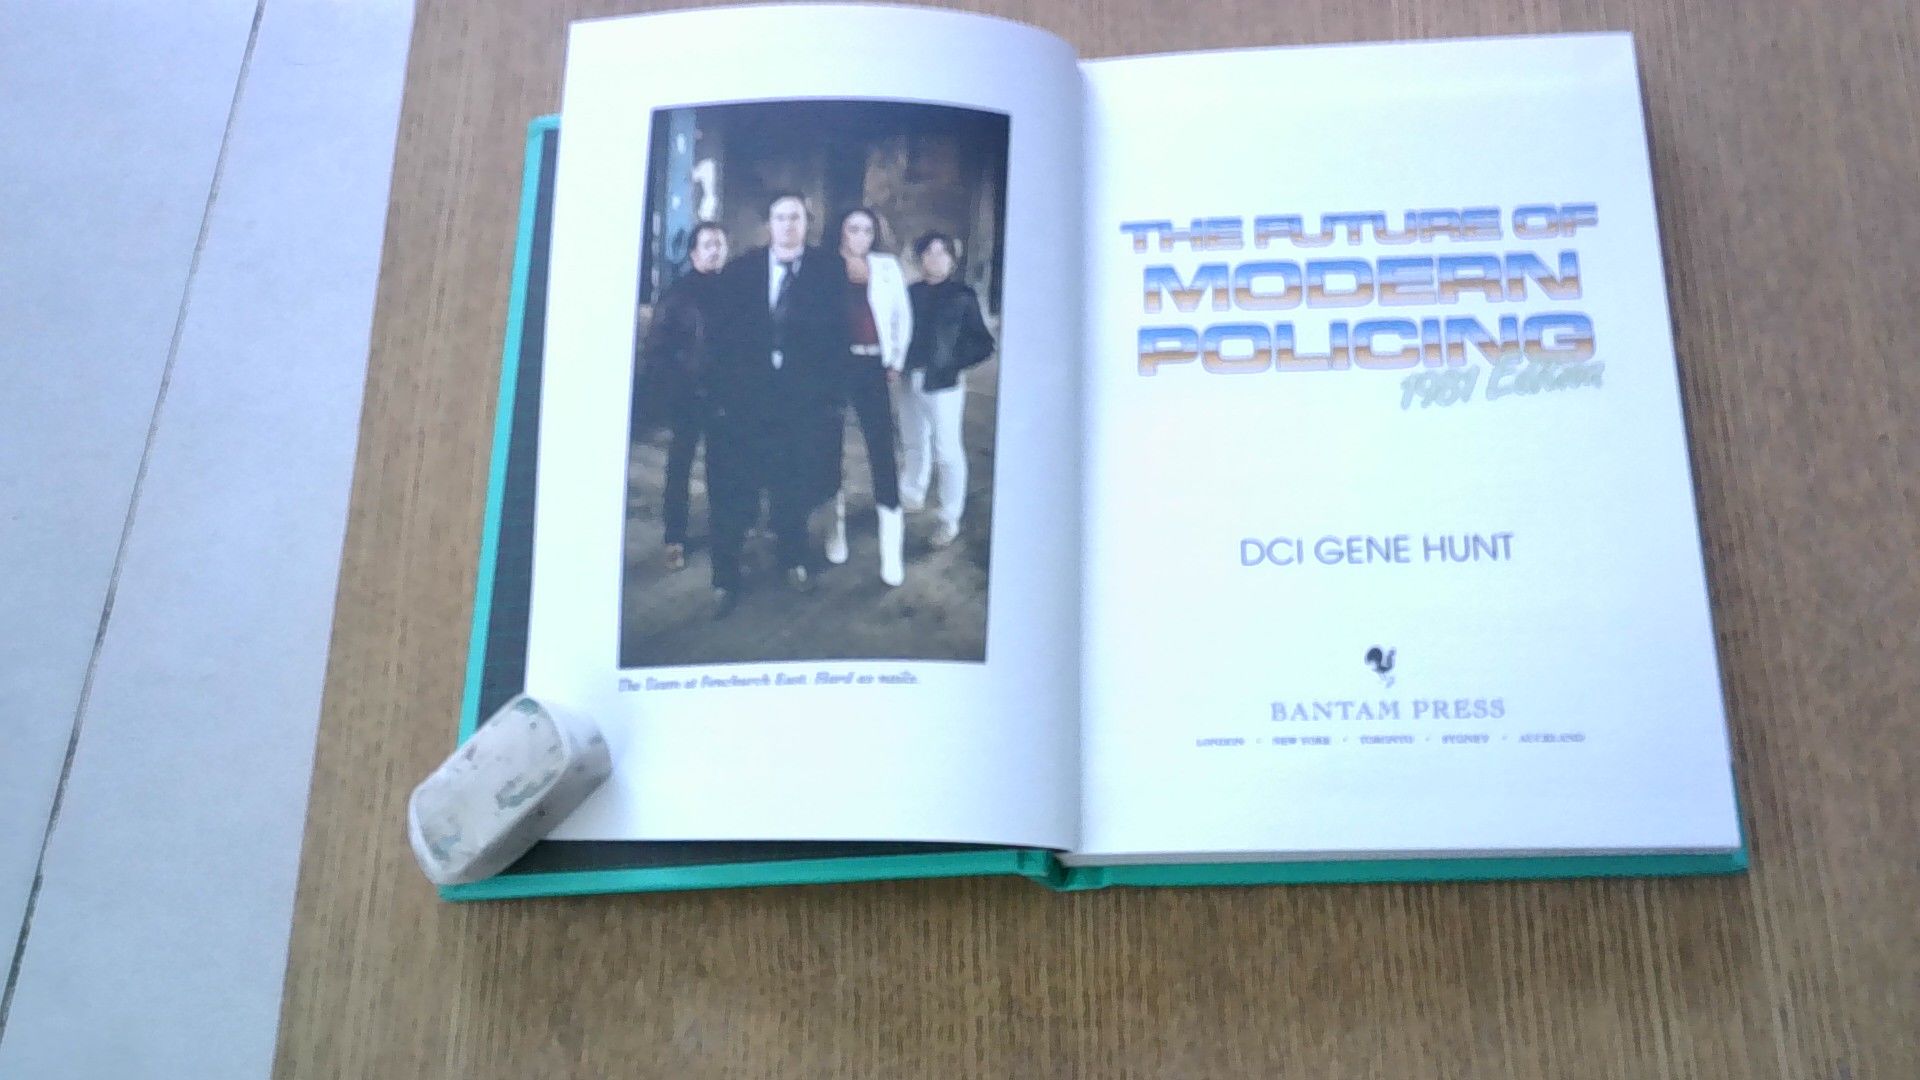 The Team at Fenchurch East. Hard as nails.
THE FUTURE OF
MODERN
POLICING
1981 Edition
DCI GENE HUNT
BANTAM PRESS
LONDON • NEW YORK • TORONTO • SYDNEY • AUCKLAND